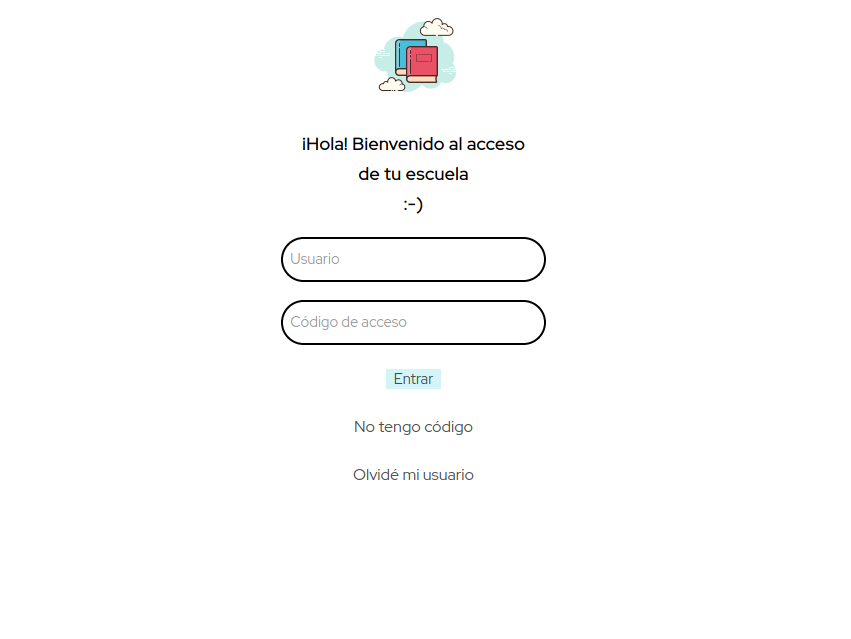 ¡Hola! Bienvenido al acceso
de tu escuela
:-)
Usuario
Código de acceso
Entrar
No tengo código
Olvidé mi usuario